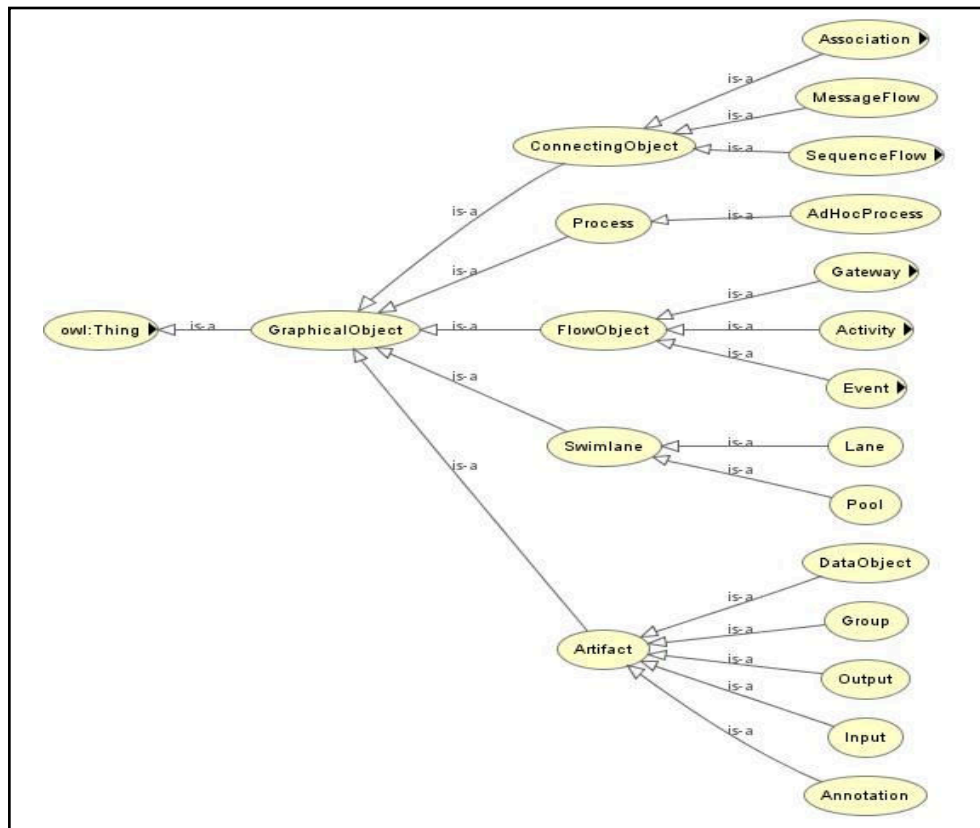 Association
is-a
MessageFlow
is-a
ConnectingObject
is-a
SequenceFlow
is-a
Process
is-a
AdHocProcess
is-a
Gateway
is-a
owl:Thing
is-a
GraphicalObject
is-a
FlowObject
is-a
Activity
is-a
Event
is-a
Swimlane
is-a
Lane
is-a
is-a
Pool
DataObject
is-a
Group
is-a
Artifact
is-a
Output
is-a
Input
is-a
Annotation